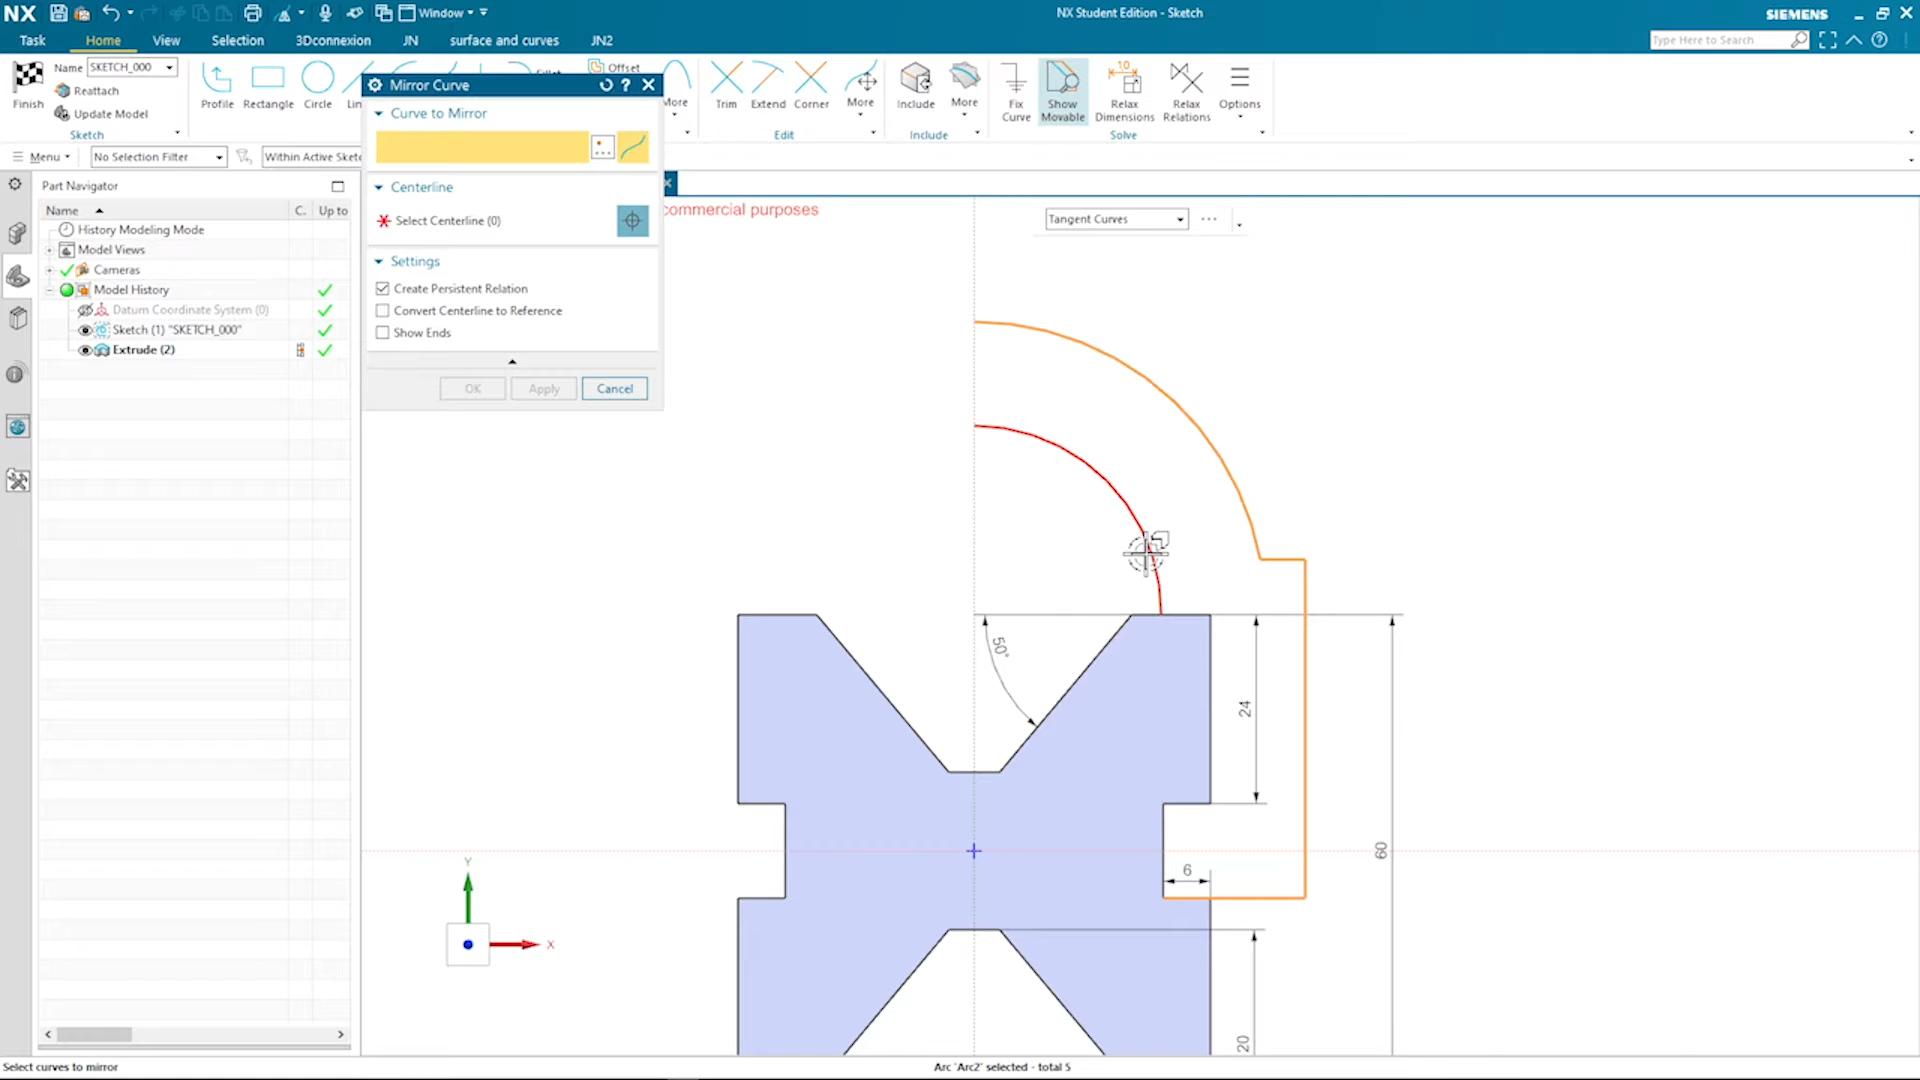 NX
Window
NX Student Edition - Sketch
SIEMENS
Task
Home
View
Selection
3Dconnexion
JN
surface and curves
JN2
Type Here to Search
Finish
Name
SKETCH_000
Reattach
Update Model
Sketch
Profile
Rectangle
Circle
Offset
More
Trim
Extend
Corner
More
Edit
Include
More
Include
Fix Curve
Show Movable
Relax Dimensions
Relax Relations
Options
Solve
Menu
No Selection Filter
Within Active Sketc
Mirror Curve
Curve to Mirror
Centerline
Select Centerline (0)
Settings
Create Persistent Relation
Convert Centerline to Reference
Show Ends
OK
Apply
Cancel
Part Navigator
Name
C.
Up to
History Modeling Mode
Model Views
Cameras
Model History
Datum Coordinate System (0)
Sketch (1) "SKETCH_000"
Extrude (2)
commercial purposes
Tangent Curves
50°
24
60
6
20
Y
X
Select curves to mirror
Arc 'Arc2' selected - total 5